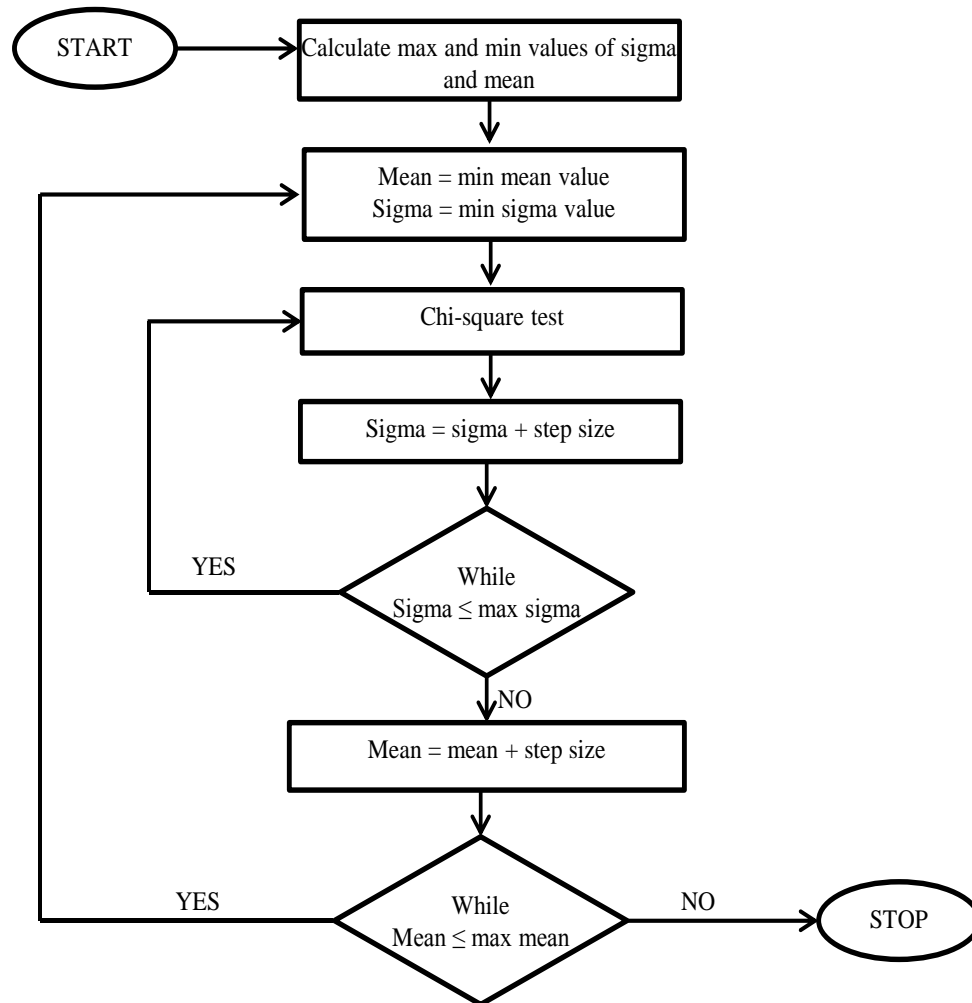 START
Calculate max and min values of sigma
and mean
Mean = min mean value
Sigma = min sigma value
Chi-square test
Sigma = sigma + step size
YES
While
Sigma ≤ max sigma
NO
Mean = mean + step size
YES
While
Mean ≤ max mean
NO
STOP